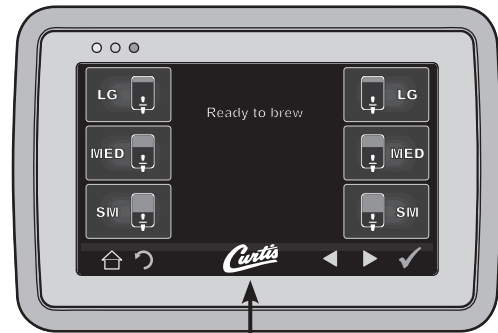 LG
Ready to brew
LG
MED
MED
SM
SM
Curtis